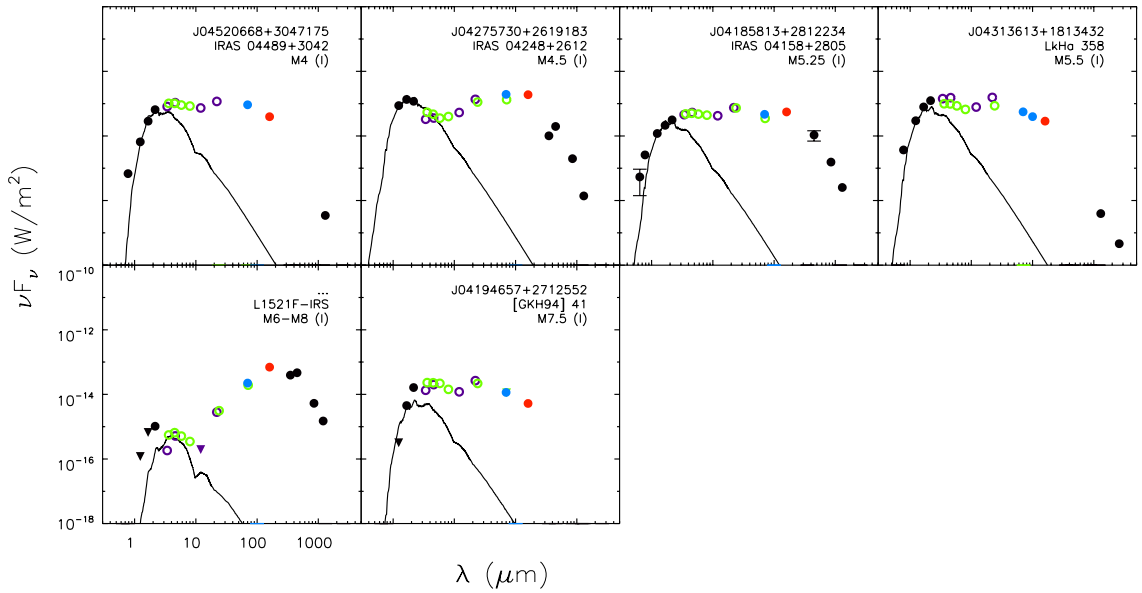 J04520668+3047175
IRAS 04489+3042
M4 (I)
J04275730+2619183
IRAS 04248+2612
M4.5 (I)
J04185813+2812234
IRAS 04158+2805
M5.25 (I)
J04313613+1813432
LkHa 358
M5.5 (I)
νFν (W/m²)
10⁻¹⁰
10⁻¹²
10⁻¹⁴
10⁻¹⁶
10⁻¹⁸
...
L1521F-IRS
M6-M8 (I)
J04194657+2712552
[GKH94] 41
M7.5 (I)
1 10 100 1000
λ (μm)